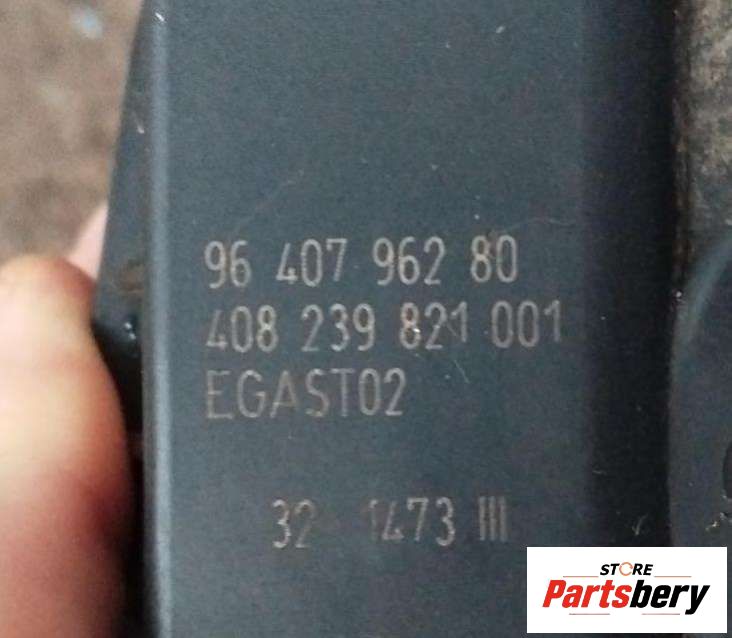 96 407 962 80
408 239 821 001
EGAST02
32 1473 III
STORE
Partsbery